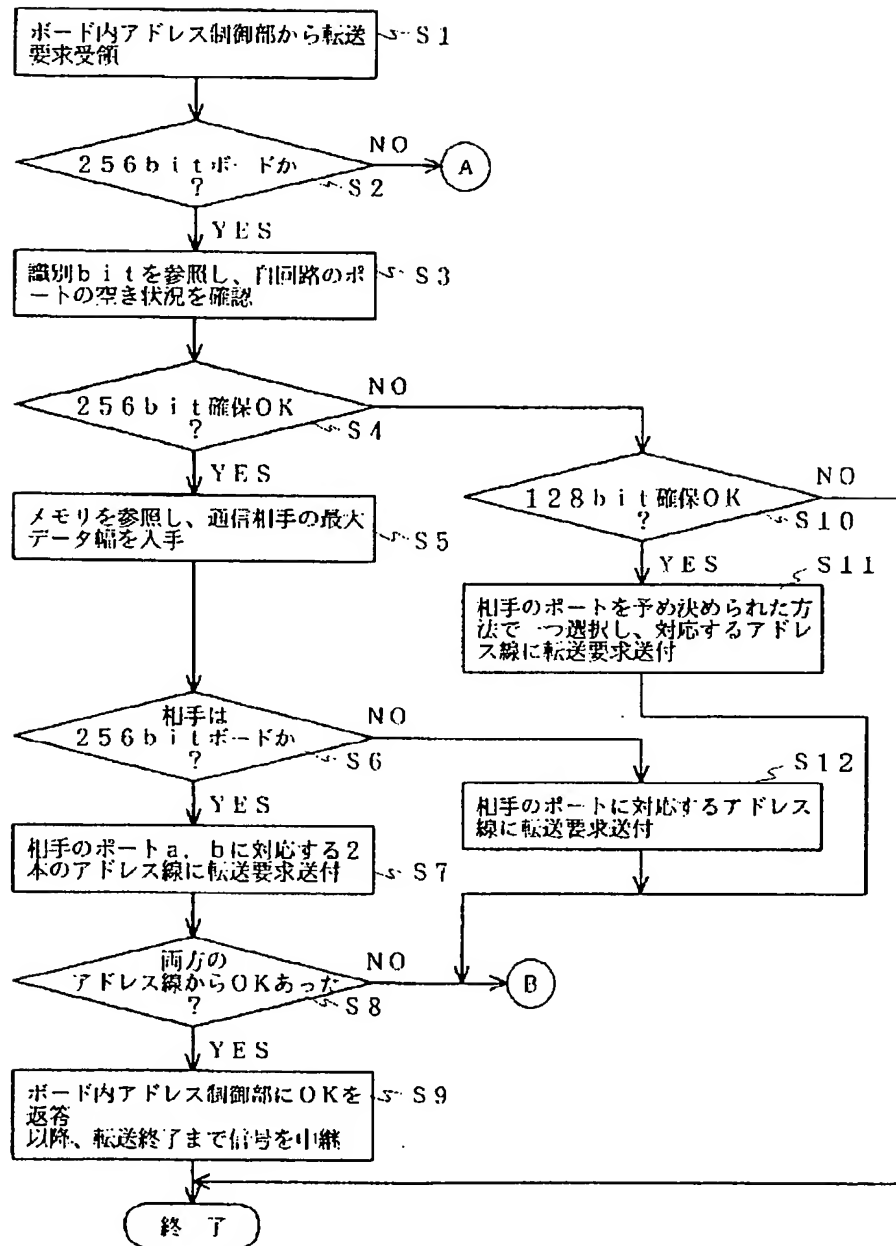 ボード内アドレス制御部から転送
要求受領
S1
256bitボードか
?
S2
NO
A
YES
識別bitを参照し、自回路のポ
ートの空き状況を確認
S3
256bit確保OK
?
S4
NO
YES
メモリを参照し、通信相手の最大
データ幅を入手
S5
128bit確保OK
?
S10
NO
YES
S11
相手のポートを予め決められた方
法で一つ選択し、対応するアドレ
ス線に転送要求送付
相手は
256bitボードか
?
S6
NO
YES
S12
相手のポートに対応するアドレス
線に転送要求送付
相手のポートa, bに対応する2
本のアドレス線に転送要求送付
S7
両方の
アドレス線からOKあった
?
S8
NO
B
YES
ボード内アドレス制御部にOKを
返答
以降、転送終了まで信号を中継
S9
終了